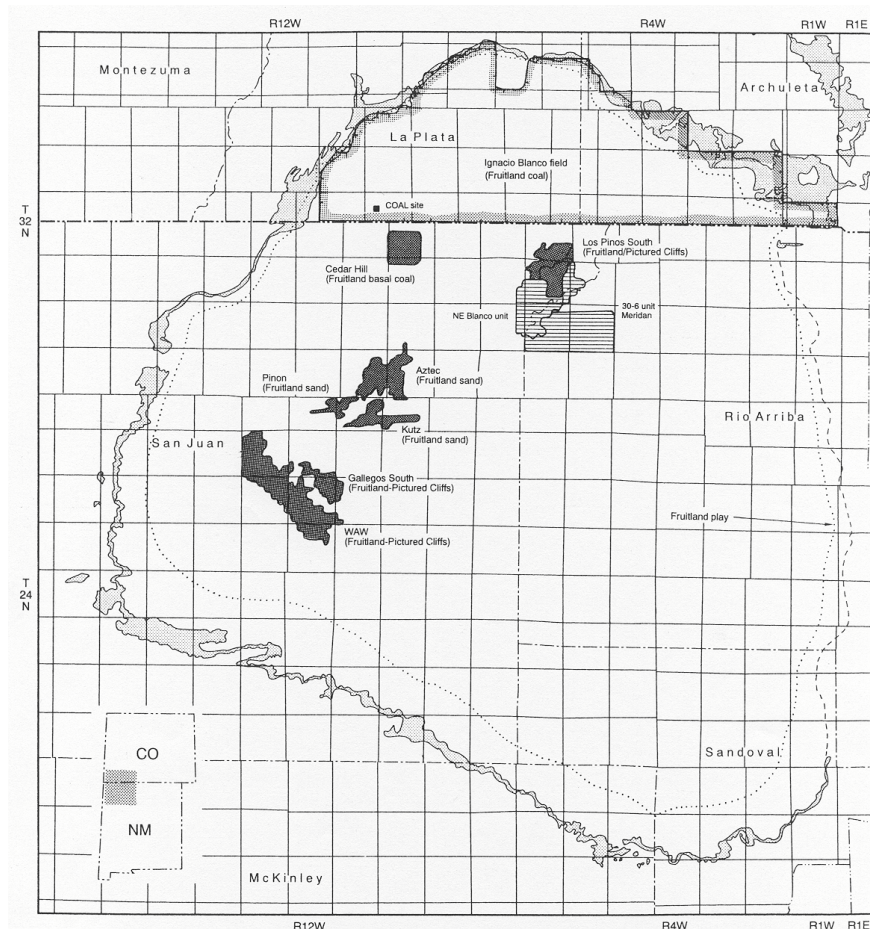 R12W
R4W
R1W
R1E
Montezuma
Archuleta
La Plata
Ignacio Blanco field
(Fruitland coal)
COAL site
T
32
N
Los Pinos South
(Fruitland/Pictured Cliffs)
Cedar Hill
(Fruitland basal coal)
NE Blanco unit
30-6 unit
Meridan
Aztec
(Fruitland sand)
Pinon
(Fruitland sand)
Rio Arriba
Kutz
(Fruitland sand)
San Juan
Gallegos South
(Fruitland-Pictured Cliffs)
Fruitland play
WAW
(Fruitland-Pictured Cliffs)
T
24
N
CO
Sandoval
NM
McKinley
R12W
R4W
R1W
R1E